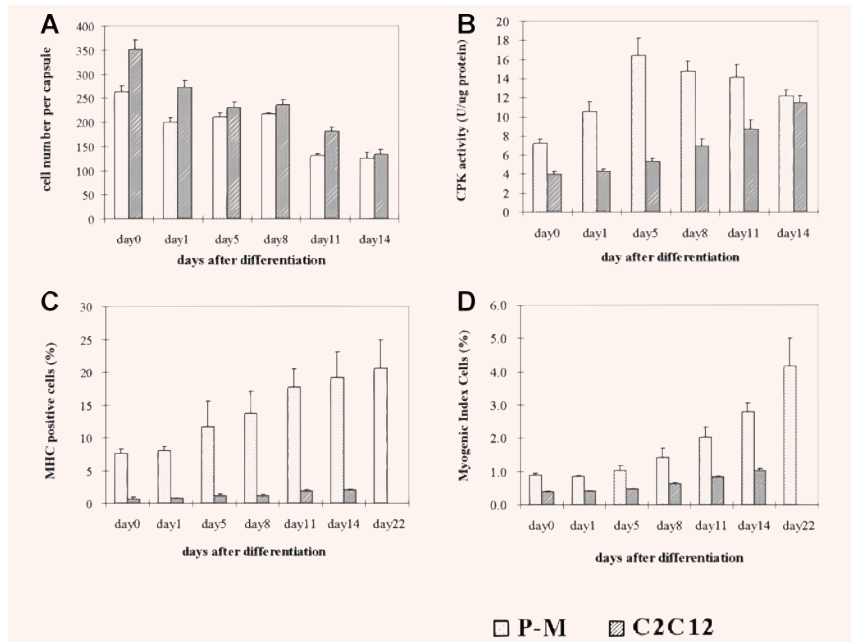 A
cell number per capsule
400
350
300
250
200
150
100
50
0
day0 day1 day5 day8 day11 day14
days after differentiation
B
CPK activity (U/ug protein)
20
18
16
14
12
10
8
6
4
2
0
day0 day1 day5 day8 day11 day14
day after differentiation
C
MHC positive cells (%)
30
25
20
15
10
5
0
day0 day1 day5 day8 day11 day14 day22
days after differentiation
D
Myogenic Index Cells (%)
6.0
5.0
4.0
3.0
2.0
1.0
0.0
day0 day1 day5 day8 day11 day14 day22
days after differentiation
P-M C2C12